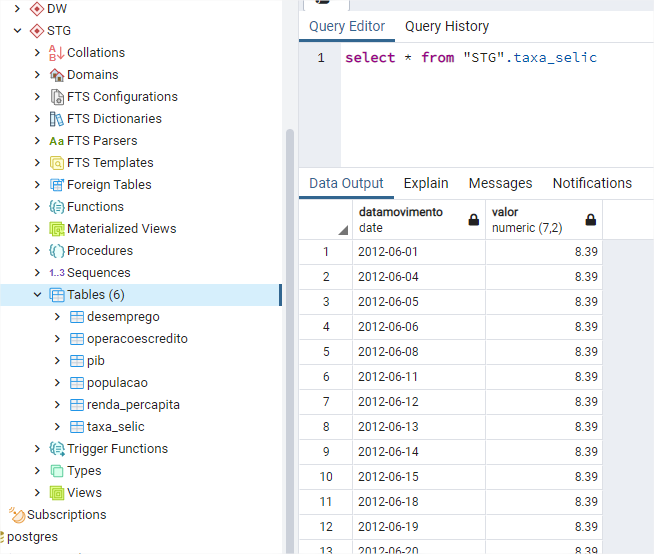 DW
STG
Collations
Domains
FTS Configurations
FTS Dictionaries
Aa FTS Parsers
FTS Templates
Foreign Tables
Functions
Materialized Views
Procedures
1..3 Sequences
Tables (6)
desemprego
operacoescredito
pib
populacao
renda_percapita
taxa_selic
Trigger Functions
Types
Views
Subscriptions
postgres
Query Editor Query History
1 select * from "STG".taxa_selic
Data Output Explain Messages Notifications
datamovimento valor
date numeric (7,2)
1 2012-06-01 8.39
2 2012-06-04 8.39
3 2012-06-05 8.39
4 2012-06-06 8.39
5 2012-06-08 8.39
6 2012-06-11 8.39
7 2012-06-12 8.39
8 2012-06-13 8.39
9 2012-06-14 8.39
10 2012-06-15 8.39
11 2012-06-18 8.39
12 2012-06-19 8.39
13 2012-06-20 8.39